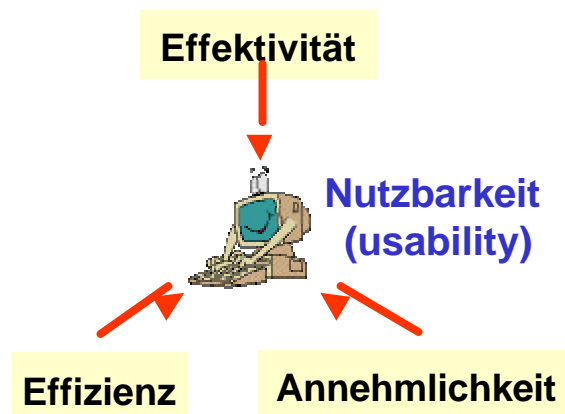 Effektivität
Nutzbarkeit
(usability)
Effizienz
Annehmlichkeit